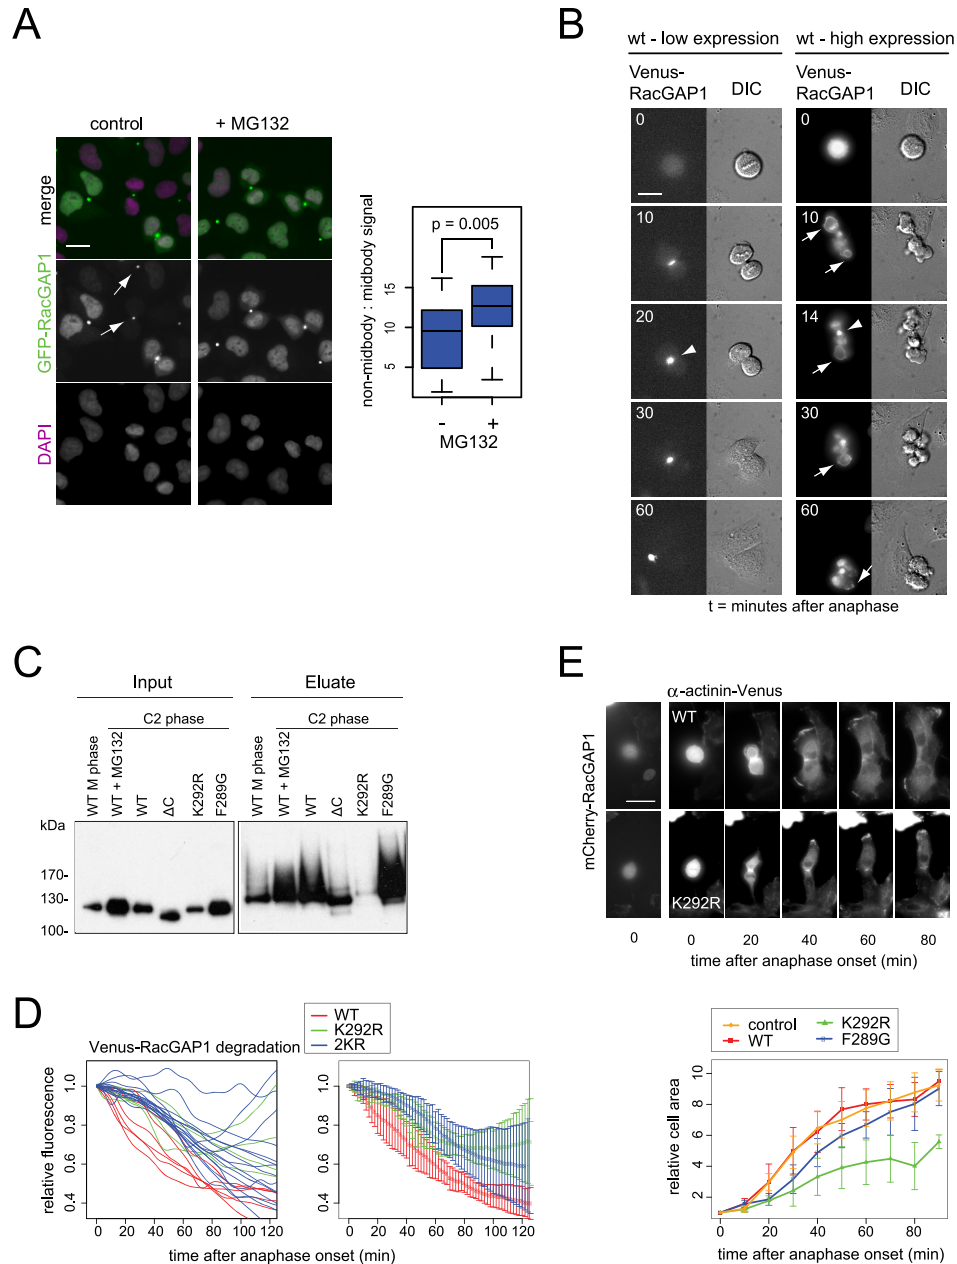 A
control
+ MG132
merge
GFP-RacGAP1
DAPI
non-midbody : midbody signal
p = 0.005
15
10
5
-
+
MG132
B
wt - low expression
wt - high expression
Venus-
RacGAP1
DIC
Venus-
RacGAP1
DIC
0
0
10
10
20
14
30
30
60
60
t = minutes after anaphase
C
Input
Eluate
C2 phase
C2 phase
WT M phase
WT + MG132
WT
ΔC
K292R
F289G
WT M phase
WT + MG132
WT
ΔC
K292R
F289G
kDa
170-
130-
100-
D
WT
K292R
2KR
Venus-RacGAP1 degradation
relative fluorescence
1.0
0.8
0.6
0.4
0 20 40 60 80 100 120
time after anaphase onset (min)
1.0
0.8
0.6
0.4
0 20 40 60 80 100 120
time after anaphase onset (min)
E
α-actinin-Venus
mCherry-RacGAP1
WT
K292R
0
0 20 40 60 80
time after anaphase onset (min)
control
WT
K292R
F289G
relative cell area
10
8
6
4
2
0 20 40 60 80
time after anaphase onset (min)